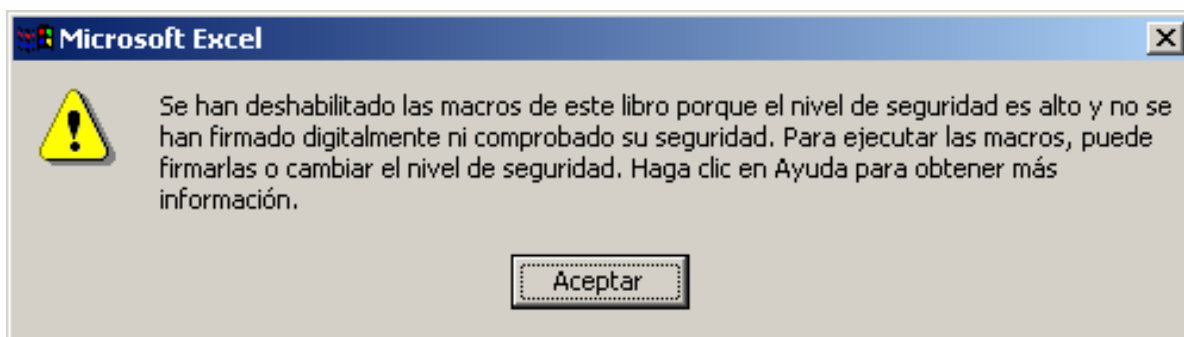 Microsoft Excel
Se han deshabilitado las macros de este libro porque el nivel de seguridad es alto y no se
han firmado digitalmente ni comprobado su seguridad. Para ejecutar las macros, puede
firmarlas o cambiar el nivel de seguridad. Haga clic en Ayuda para obtener más
información.
Aceptar